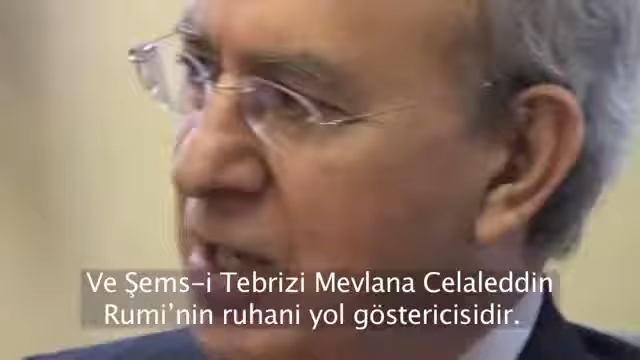 Ve Şems-i Tebrizi Mevlana Celaleddin
Rumi’nin ruhani yol göstericisidir.